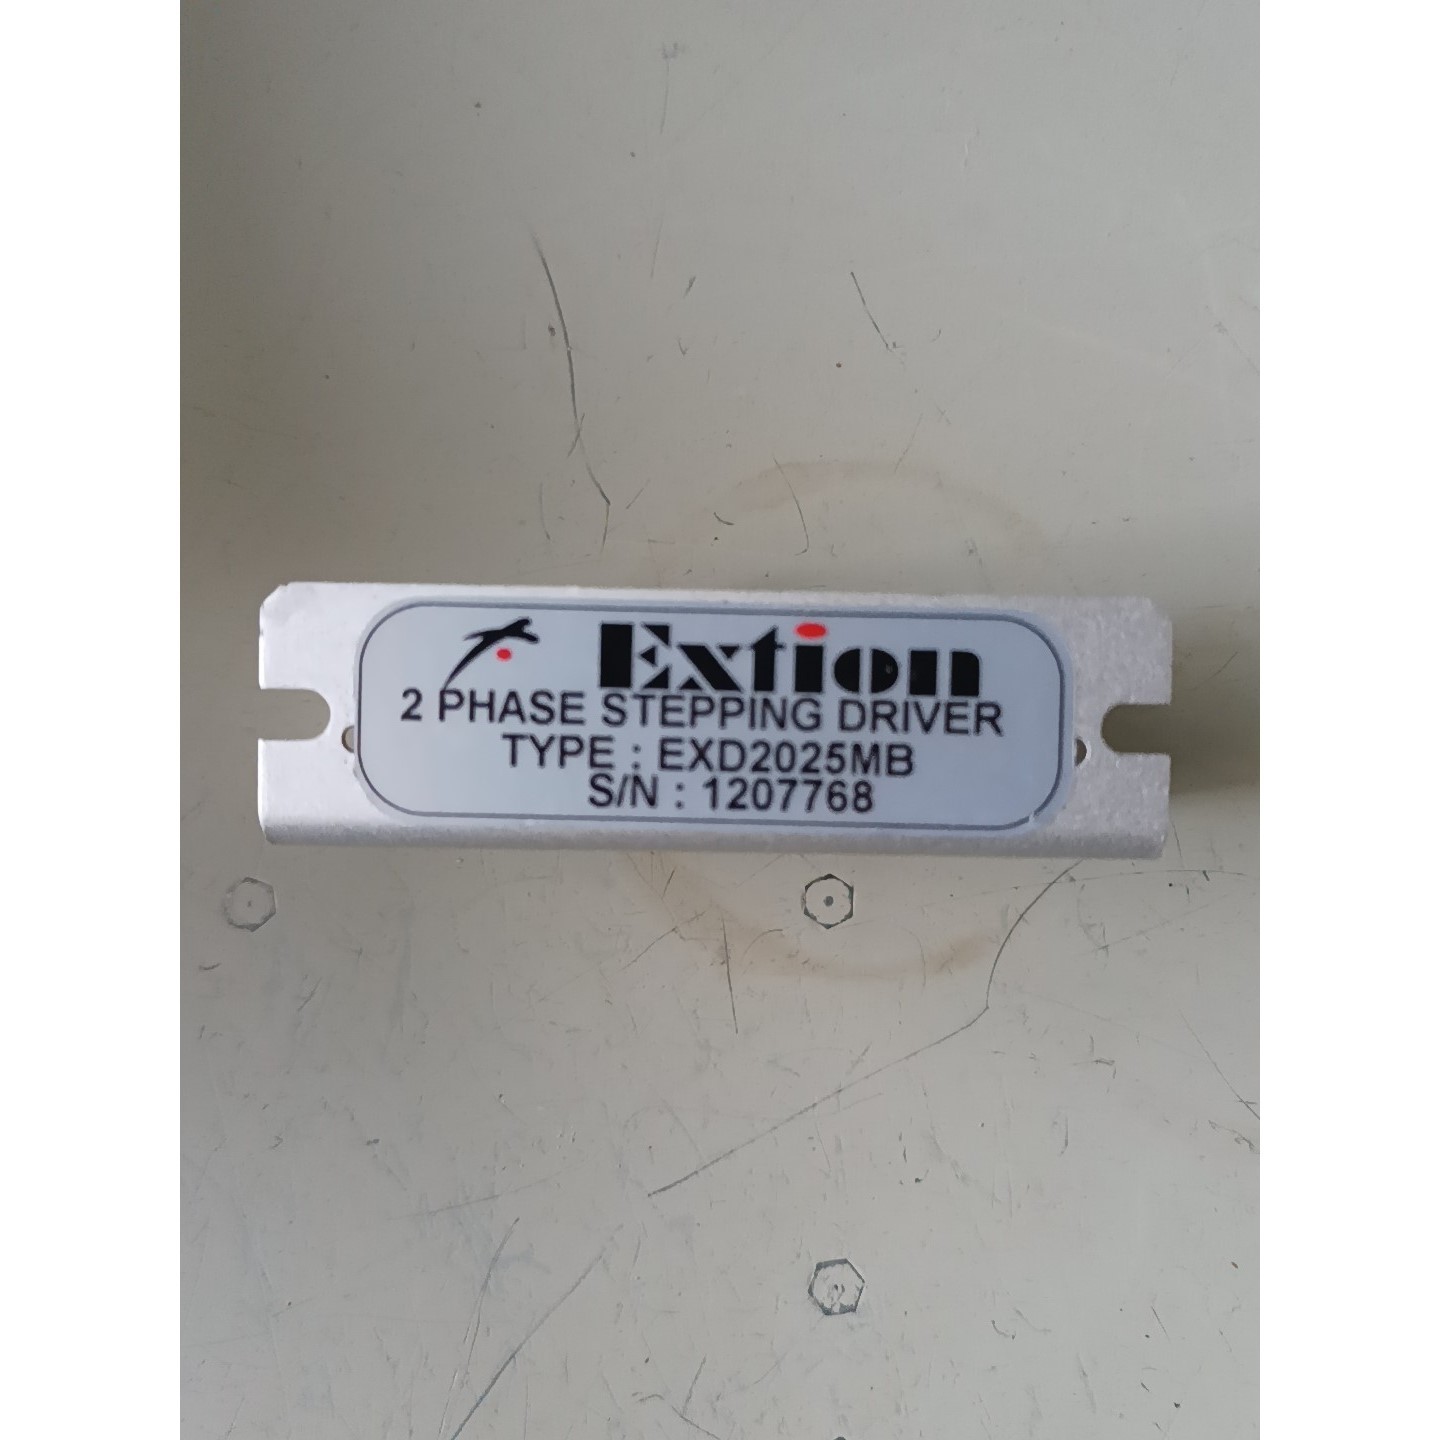 Extion
2 PHASE STEPPING DRIVER
TYPE : EXD2025MB
S/N : 1207768